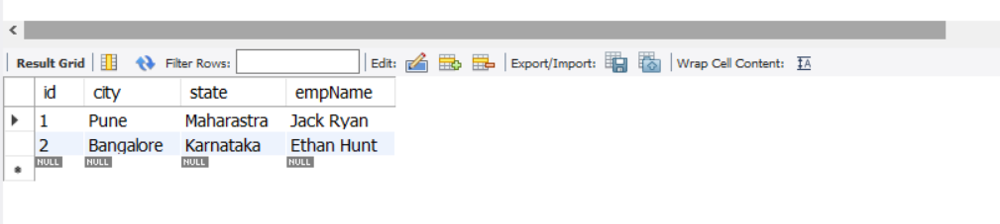 Result Grid Filter Rows: Edit: Export/Import: Wrap Cell Content: IA
id city state empName
1 Pune Maharastra Jack Ryan
2 Bangalore Karnataka Ethan Hunt
NULL NULL NULL NULL